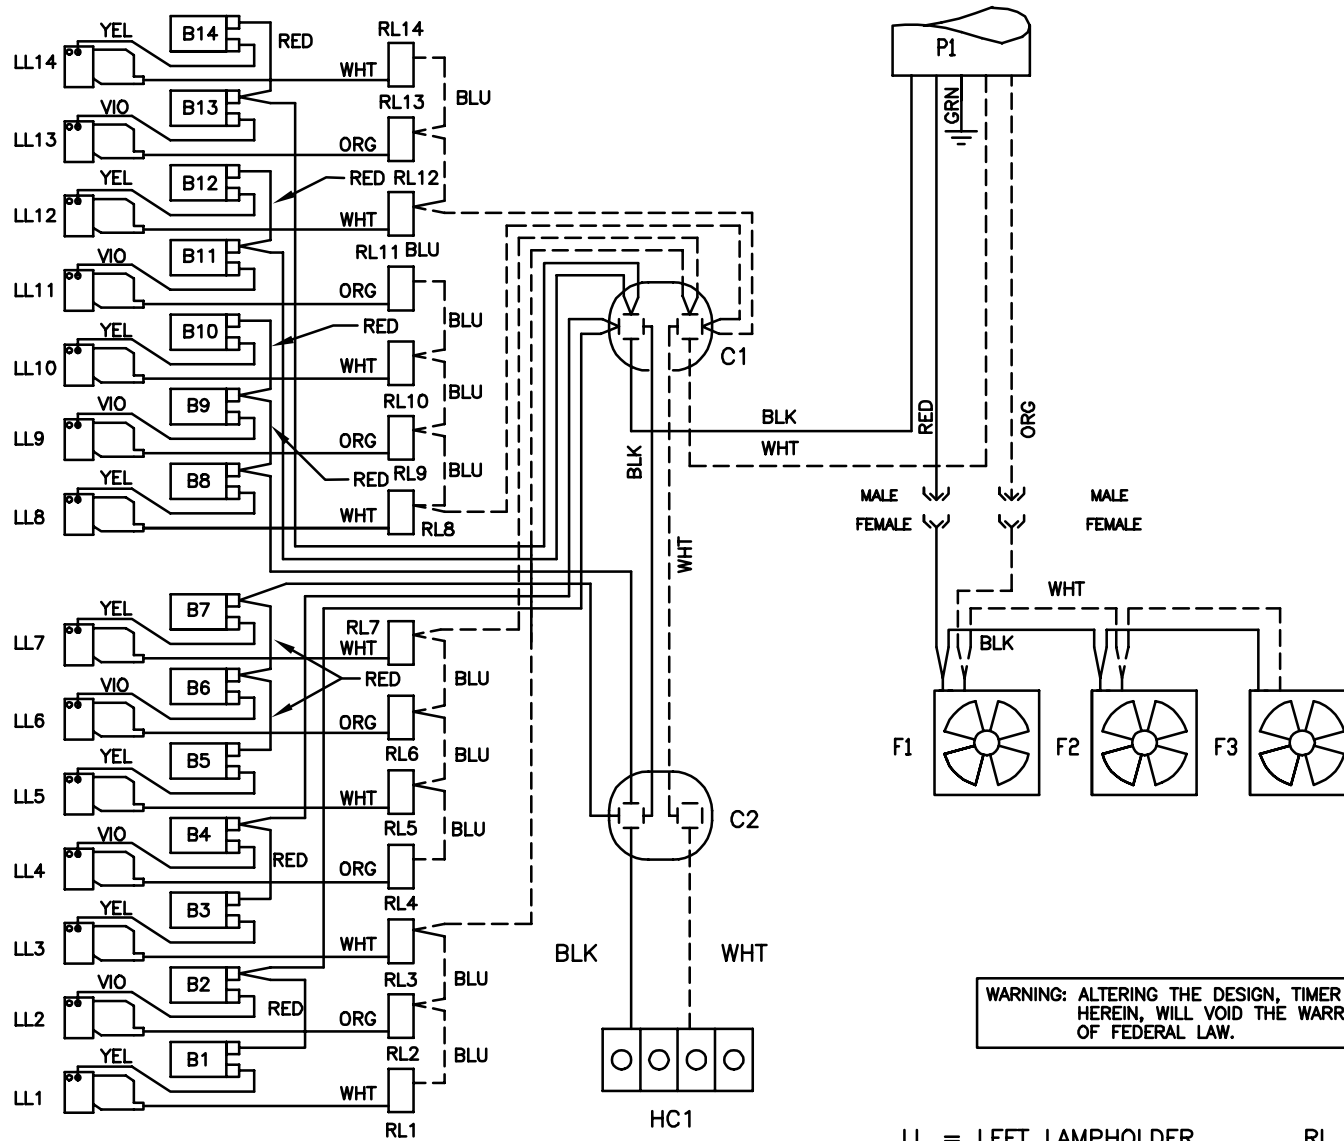 YEL B14 RED RL14 P1
LL14 WHT BLU
VIO B13 RL13 GRN
LL13 ORG
YEL B12 RED RL12
LL12 WHT
VIO B11 RL11 BLU
LL11 ORG
YEL B10 RED BLU
LL10 WHT C1
VIO B9 RL10 BLU
LL9 ORG BLK RED ORG
WHT
YEL B8 RED RL9 BLU BLK
LL8 WHT RL8 MALE MALE
FEMALE FEMALE
WHT
YEL B7 RL7 WHT
LL7 WHT BLK
VIO B6 RED BLU
LL6 ORG
YEL B5 RL6 BLU F1 F2 F3
LL5 WHT
VIO B4 RL5 BLU C2
LL4 RED ORG
YEL B3 RL4
LL3 WHT BLK WHT
VIO B2 RL3 BLU
LL2 RED ORG
YEL B1 RL2 BLU
LL1 WHT
RL1 HC1
WARNING: ALTERING THE DESIGN, TIMER
HEREIN, WILL VOID THE WARR
OF FEDERAL LAW.
LL = LEFT LAMPHOLDER RL